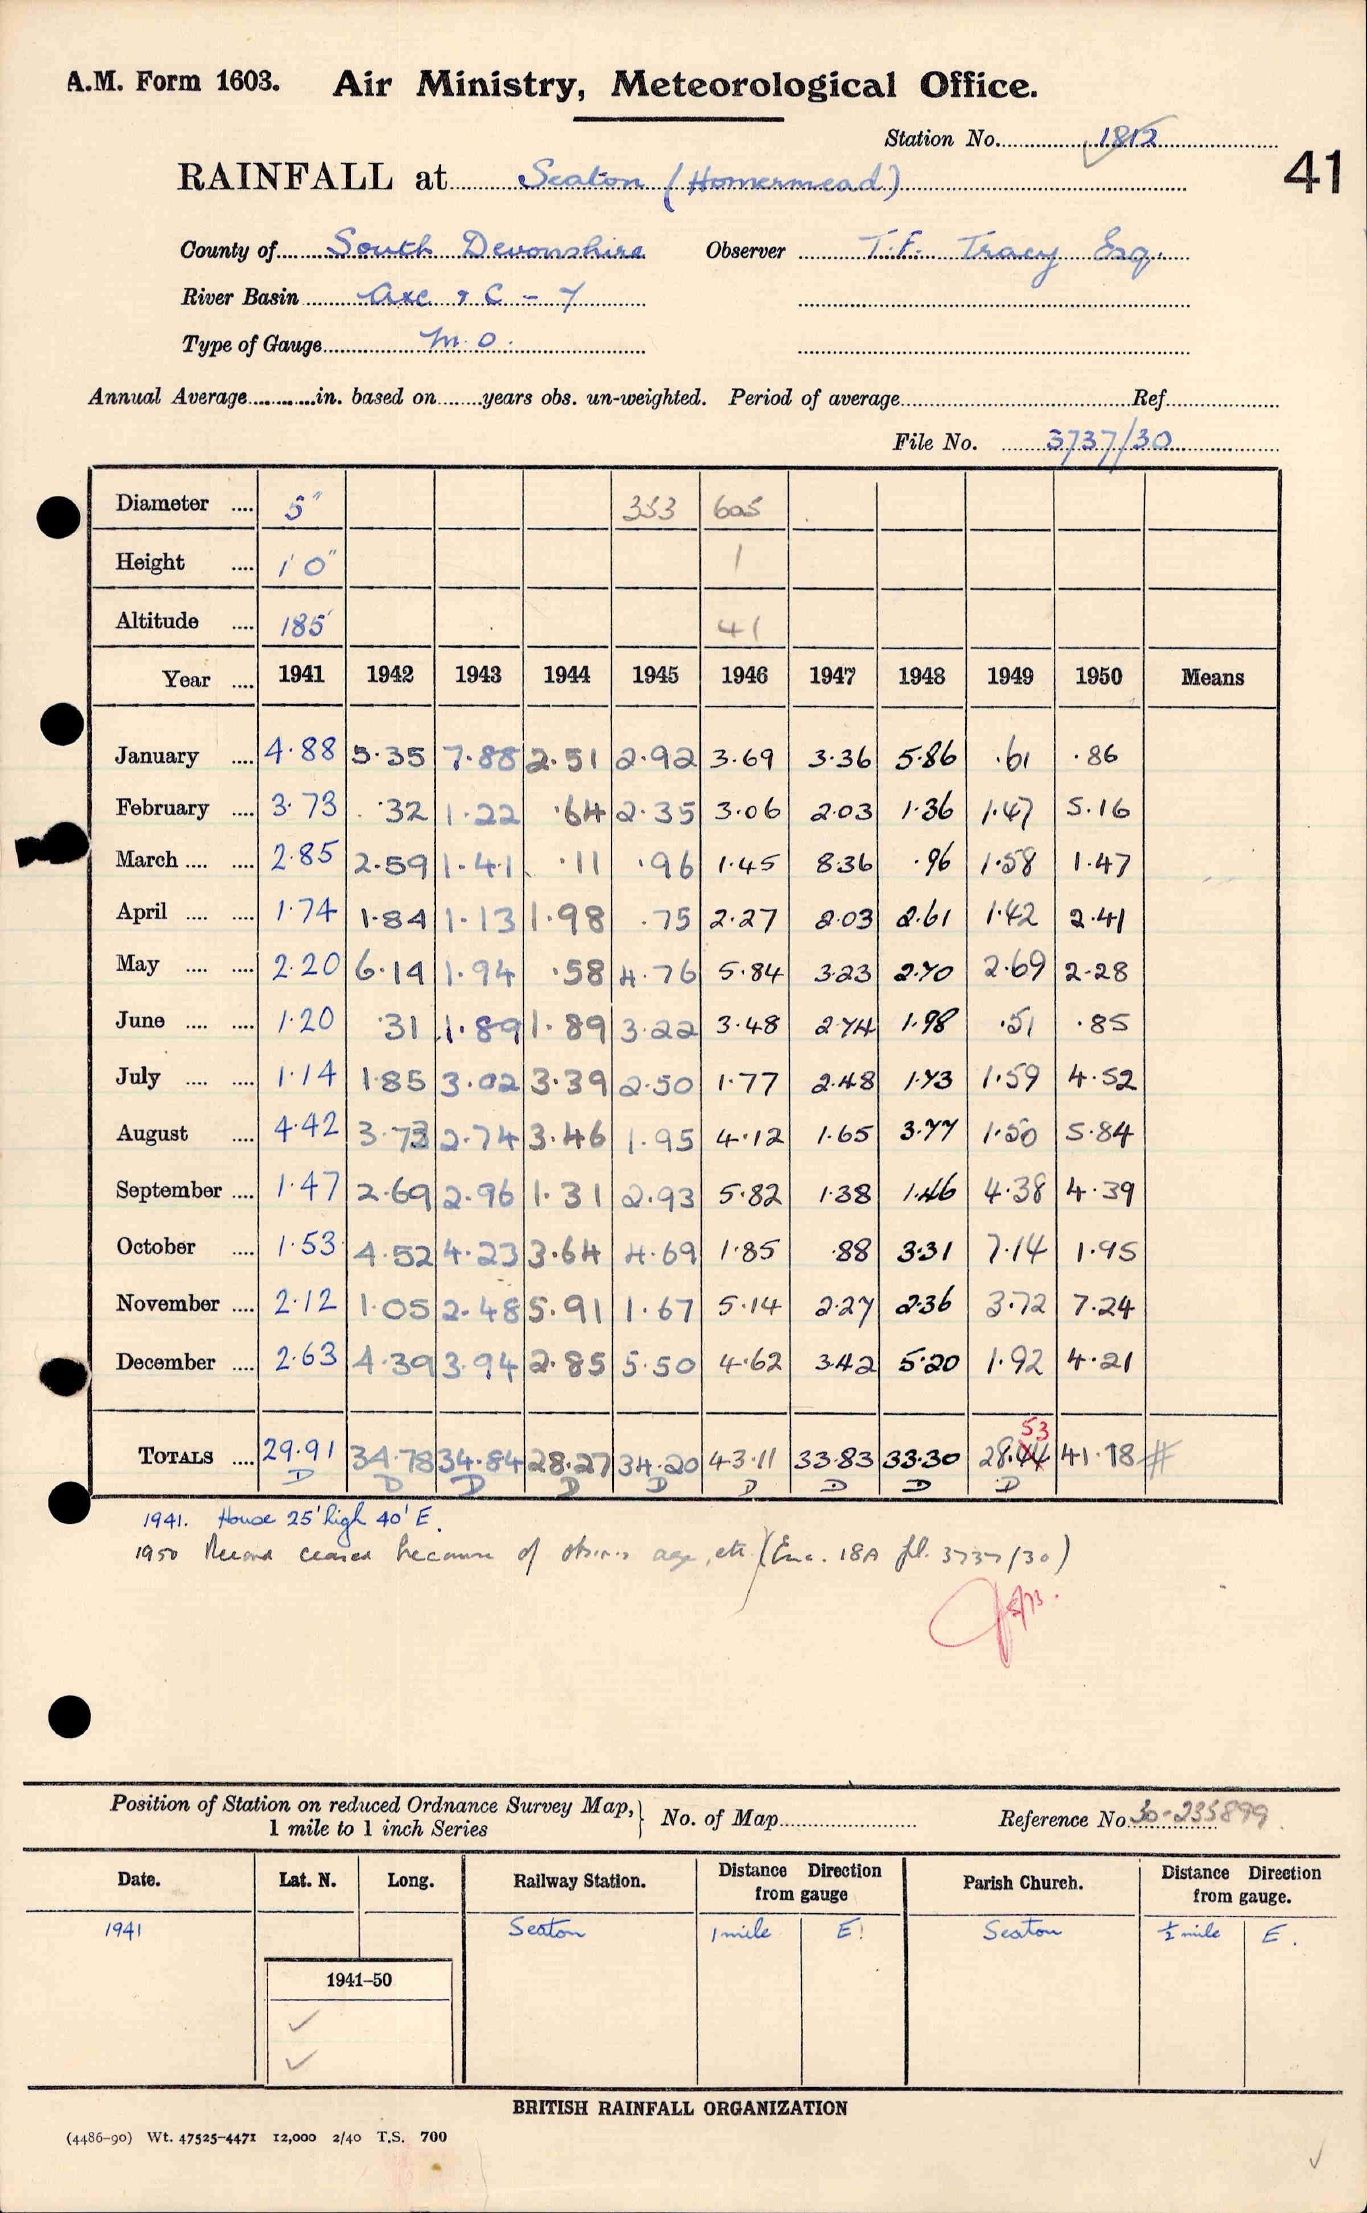 A.M. Form 1603. Air Ministry, Meteorological Office.
Station No. 1812
41
RAINFALL at Seaton (Homermead)
County of South Devonshire Observer T.F. Tracy Esq.
River Basin Axe & C - 7
Type of Gauge M.O.
Annual Average in. based on years obs. un-weighted. Period of average Ref
File No. 3737/30
Diameter 5" 353 605
Height 1' 0" 1
Altitude 185' 41
Year 1941 1942 1943 1944 1945 1946 1947 1948 1949 1950 Means
January 4.88 5.35 7.88 2.51 2.92 3.69 3.36 5.86 .61 .86
February 3.73 .32 1.22 .64 2.35 3.06 2.03 1.36 1.47 5.16
March 2.85 2.59 1.41 .11 .96 1.45 8.36 .96 1.58 1.47
April 1.74 1.84 1.13 1.98 .75 2.27 2.03 2.61 1.42 2.41
May 2.20 6.14 1.94 .58 4.76 5.84 3.23 2.70 2.69 2.28
June 1.20 .31 1.89 1.89 3.22 3.48 2.74 1.98 .51 .85
July 1.14 1.85 3.02 3.39 2.50 1.77 2.48 1.73 1.59 4.52
August 4.42 3.73 2.74 3.46 1.95 4.12 1.65 3.77 1.50 5.84
September 1.47 2.69 2.96 1.31 2.93 5.82 1.38 1.46 4.38 4.39
October 1.53 4.52 4.23 3.64 4.69 1.85 .88 3.31 7.14 1.95
November 2.12 1.05 2.48 5.91 1.67 5.14 2.27 2.36 3.72 7.24
December 2.63 4.39 3.94 2.85 5.50 4.62 3.42 5.20 1.92 4.21
53
TOTALS 29.91 34.78 34.84 28.27 34.20 43.11 33.83 33.30 28.44 41.18 #
D D D D D D D D D
1941. House 25' high 40' E.
1950 Record ceased because of obsrs age, etc. (Enc. 18A fl. 3737/30)
5/73.
Position of Station on reduced Ordnance Survey Map, 1 mile to 1 inch Series } No. of Map Reference No 30-235899
Date. Lat. N. Long. Railway Station. Distance Direction from gauge Parish Church. Distance Direction from gauge.
1941 Seaton 1 mile E. Seaton ½ mile E.
1941–50
✓
✓
BRITISH RAINFALL ORGANIZATION
(4486-90) Wt. 47525-4471 12,000 2/40 T.S. 700